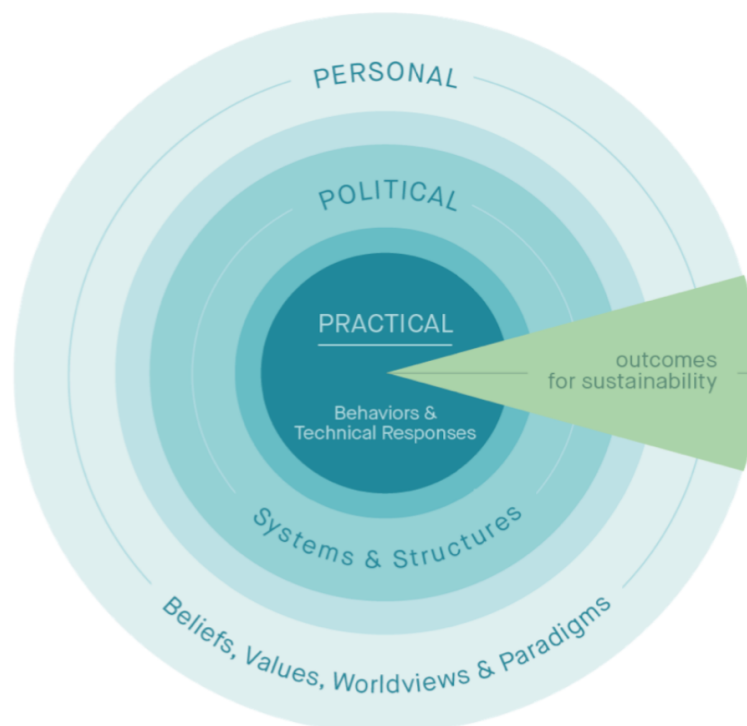 PERSONAL
POLITICAL
PRACTICAL
outcomes
for sustainability
Behaviors &
Technical Responses
Systems & Structures
Beliefs, Values, Worldviews & Paradigms